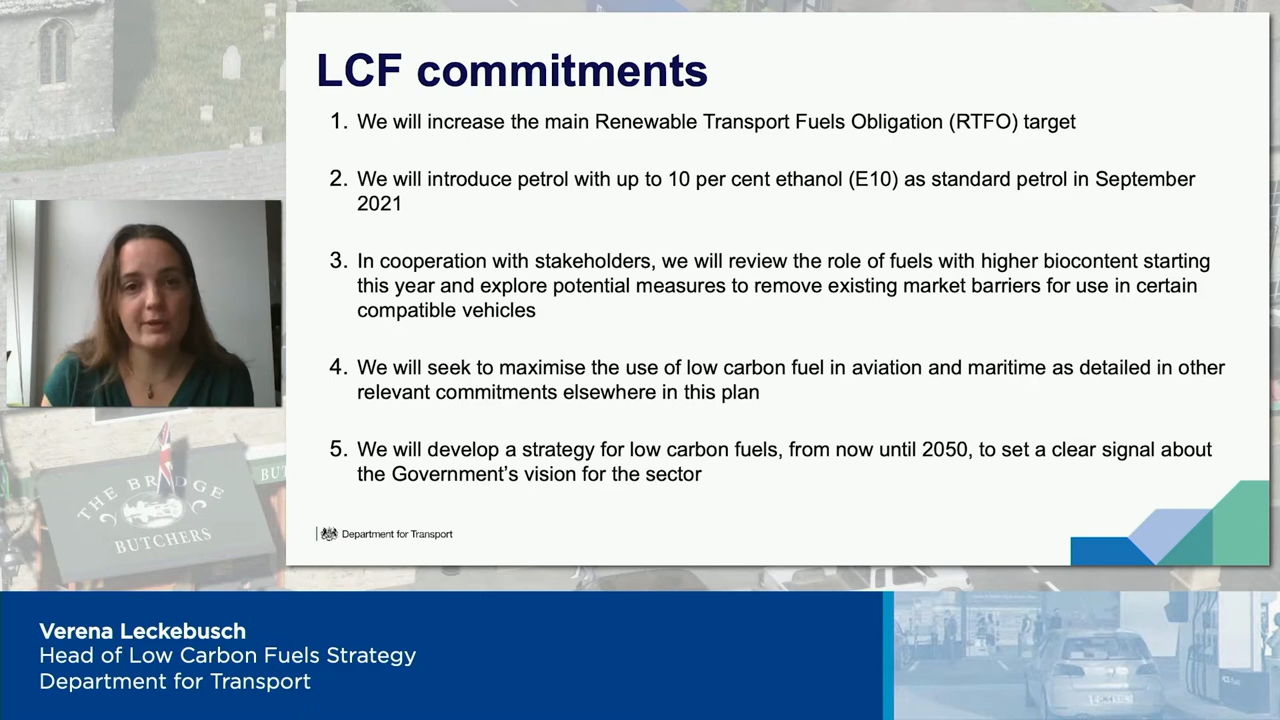 LCF commitments
1. We will increase the main Renewable Transport Fuels Obligation (RTFO) target
2. We will introduce petrol with up to 10 per cent ethanol (E10) as standard petrol in September
2021
3. In cooperation with stakeholders, we will review the role of fuels with higher biocontent starting
this year and explore potential measures to remove existing market barriers for use in certain
compatible vehicles
4. We will seek to maximise the use of low carbon fuel in aviation and maritime as detailed in other
relevant commitments elsewhere in this plan
5. We will develop a strategy for low carbon fuels, from now until 2050, to set a clear signal about
the Government's vision for the sector
Department for Transport
THE BRIDGE
BUTCHERS
BU
Verena Leckebusch
Head of Low Carbon Fuels Strategy
Department for Transport